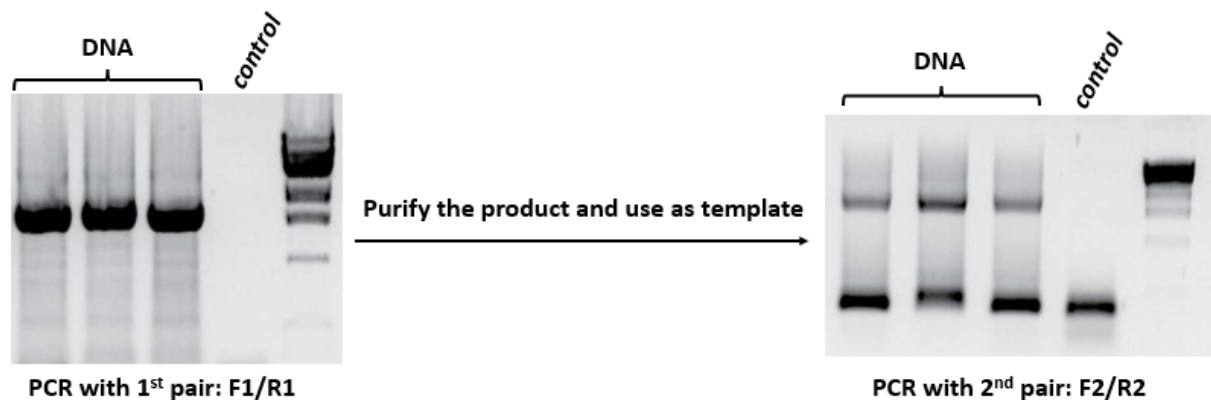 DNA
control
DNA
control
Purify the product and use as template
PCR with 1st pair: F1/R1
PCR with 2nd pair: F2/R2